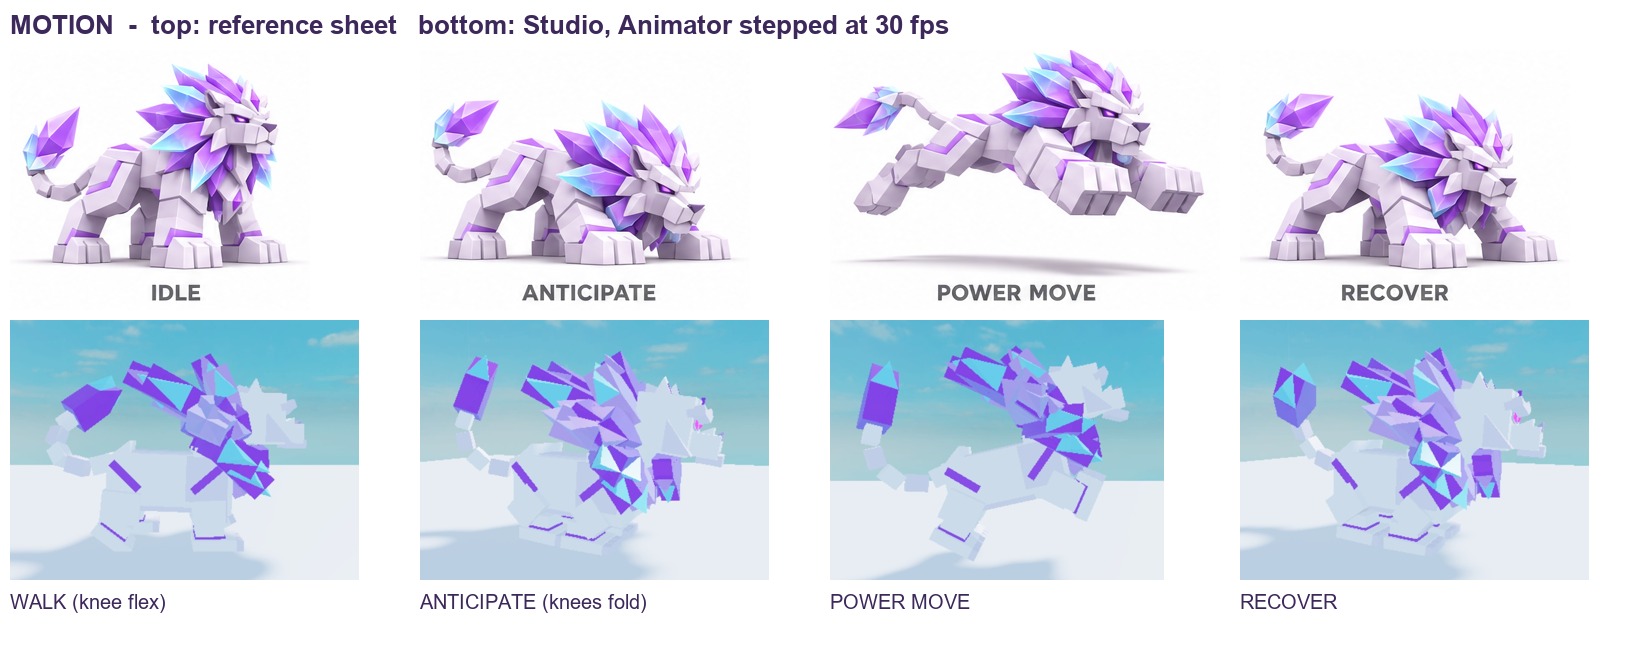 MOTION - top: reference sheet bottom: Studio, Animator stepped at 30 fps
IDLE
ANTICIPATE
POWER MOVE
RECOVER
WALK (knee flex)
ANTICIPATE (knees fold)
POWER MOVE
RECOVER